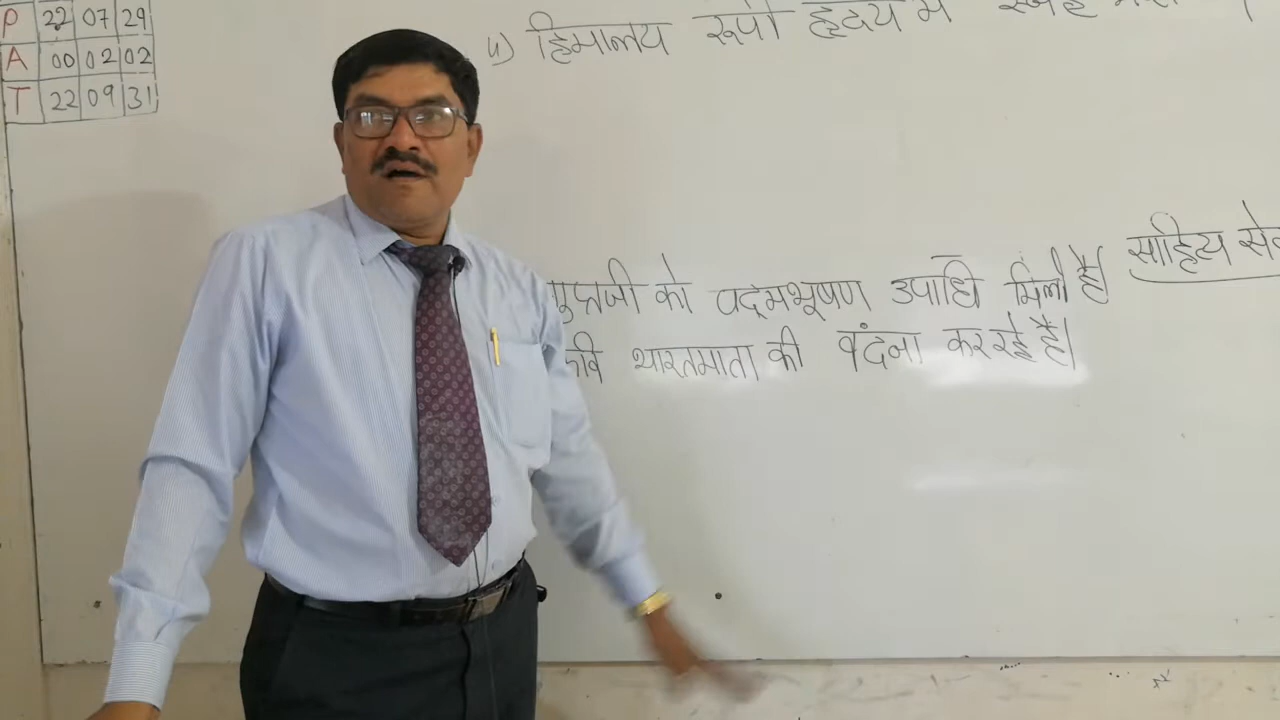 P 22 07 29
A 00 02 02
T 22 09 31
५) हिमालय रूपी हृदय में
गुप्तजी को पद्मभूषण उपाधि मिली है। साहित्य
कवि भारतमाता की वंदना कर रहे है।